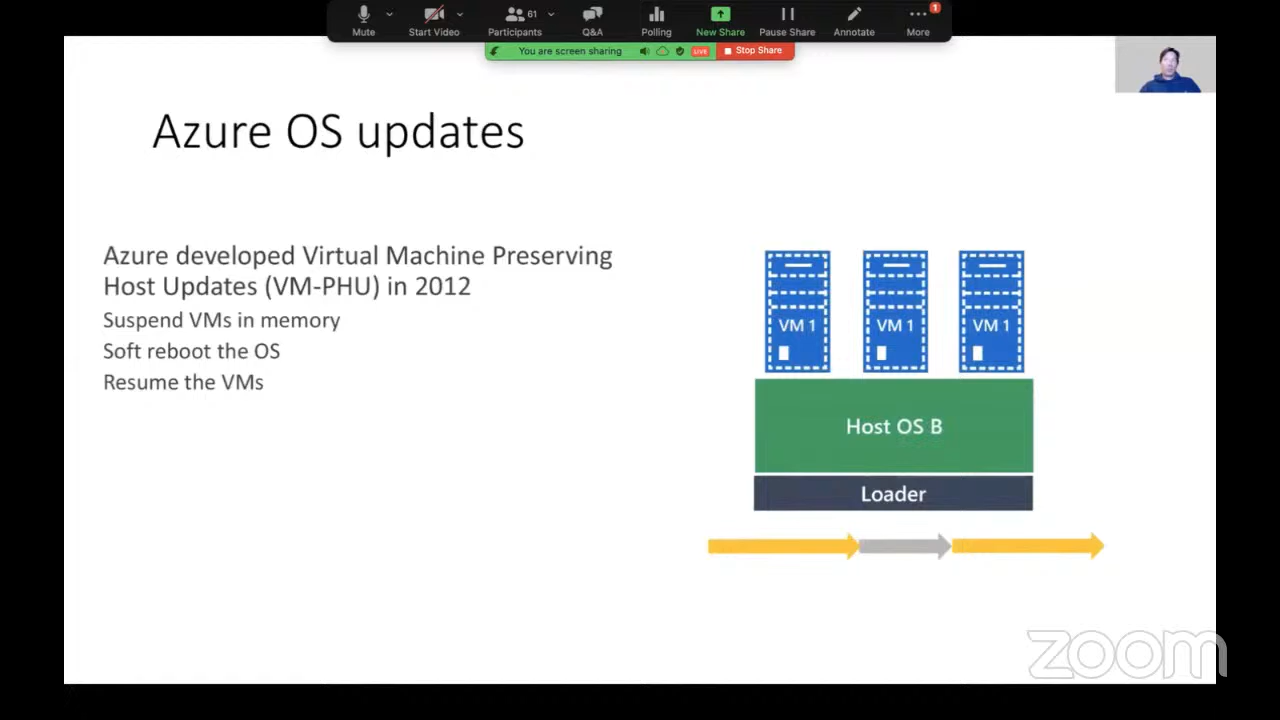 Mute
Start Video
61
Participants
Q&A
Polling
New Share
Pause Share
Annotate
1
More
You are screen sharing
LIVE
Stop Share
Azure OS updates
Azure developed Virtual Machine Preserving
Host Updates (VM-PHU) in 2012
Suspend VMs in memory
Soft reboot the OS
Resume the VMs
VM 1
VM 1
VM 1
Host OS B
Loader
zoom